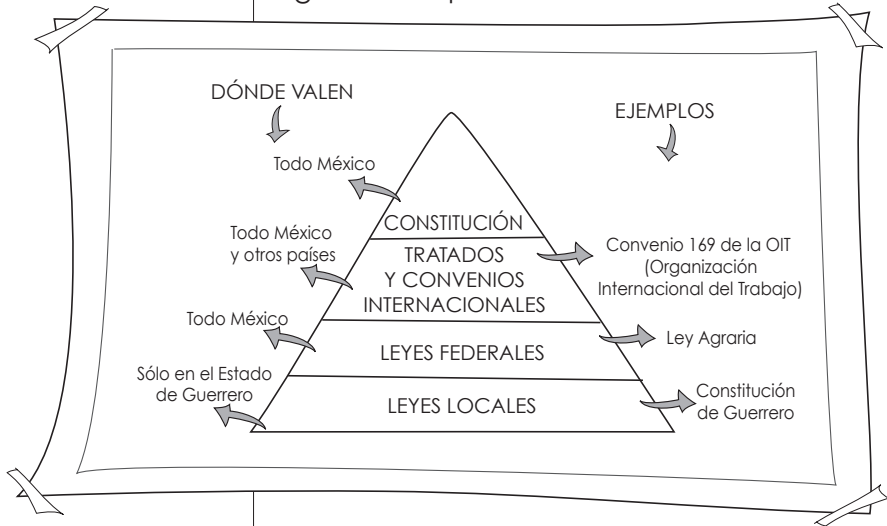 DÓNDE VALEN
EJEMPLOS
Todo México
CONSTITUCIÓN
Todo México
y otros países
TRATADOS
Y CONVENIOS
INTERNACIONALES
Convenio 169 de la OIT
(Organización
Internacional del Trabajo)
Todo México
LEYES FEDERALES
Ley Agraria
Sólo en el Estado
de Guerrero
LEYES LOCALES
Constitución
de Guerrero